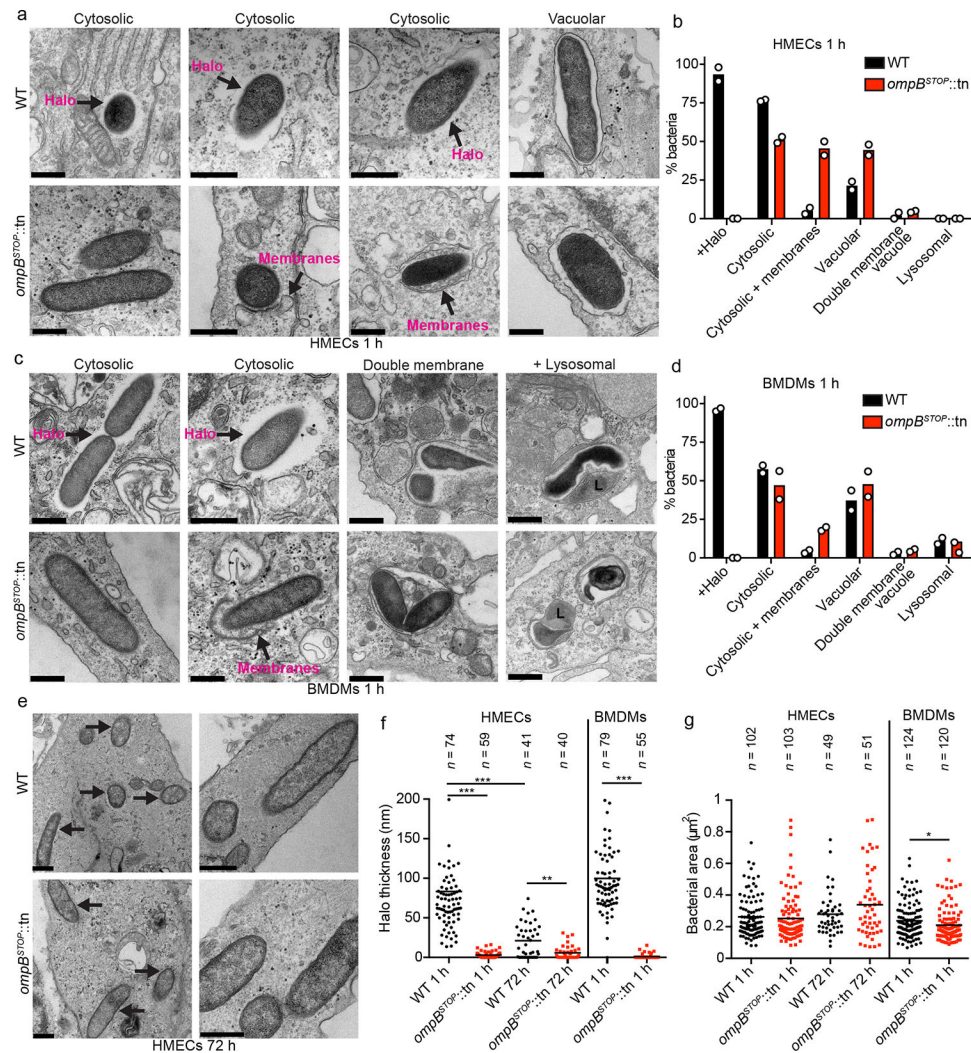 a
Cytosolic Cytosolic Cytosolic Vacuolar
WT
Halo
Halo
Halo
ompB^STOP::tn
Membranes
Membranes
HMECs 1 h
b
HMECs 1 h
WT
ompB^STOP::tn
% bacteria
100
75
50
25
0
+Halo
Cytosolic
Cytosolic + membranes
Vacuolar
Double membrane vacuole
Lysosomal
c
Cytosolic Cytosolic Double membrane + Lysosomal
WT
Halo
Halo
L
ompB^STOP::tn
Membranes
L
BMDMs 1 h
d
BMDMs 1 h
WT
ompB^STOP::tn
% bacteria
100
75
50
25
0
+Halo
Cytosolic
Cytosolic + membranes
Vacuolar
Double membrane vacuole
Lysosomal
e
WT
ompB^STOP::tn
HMECs 72 h
f
HMECs BMDMs
n = 74
n = 59
n = 41
n = 40
n = 79
n = 55
***
***
**
***
Halo thickness (nm)
200
150
100
50
0
WT 1 h
ompB^STOP::tn 1 h
WT 72 h
ompB^STOP::tn 72 h
WT 1 h
ompB^STOP::tn 1 h
g
HMECs BMDMs
n = 102
n = 103
n = 49
n = 51
n = 124
n = 120
*
Bacterial area (μm²)
1
0.8
0.6
0.4
0.2
0
WT 1 h
ompB^STOP::tn 1 h
WT 72 h
ompB^STOP::tn 72 h
WT 1 h
ompB^STOP::tn 1 h